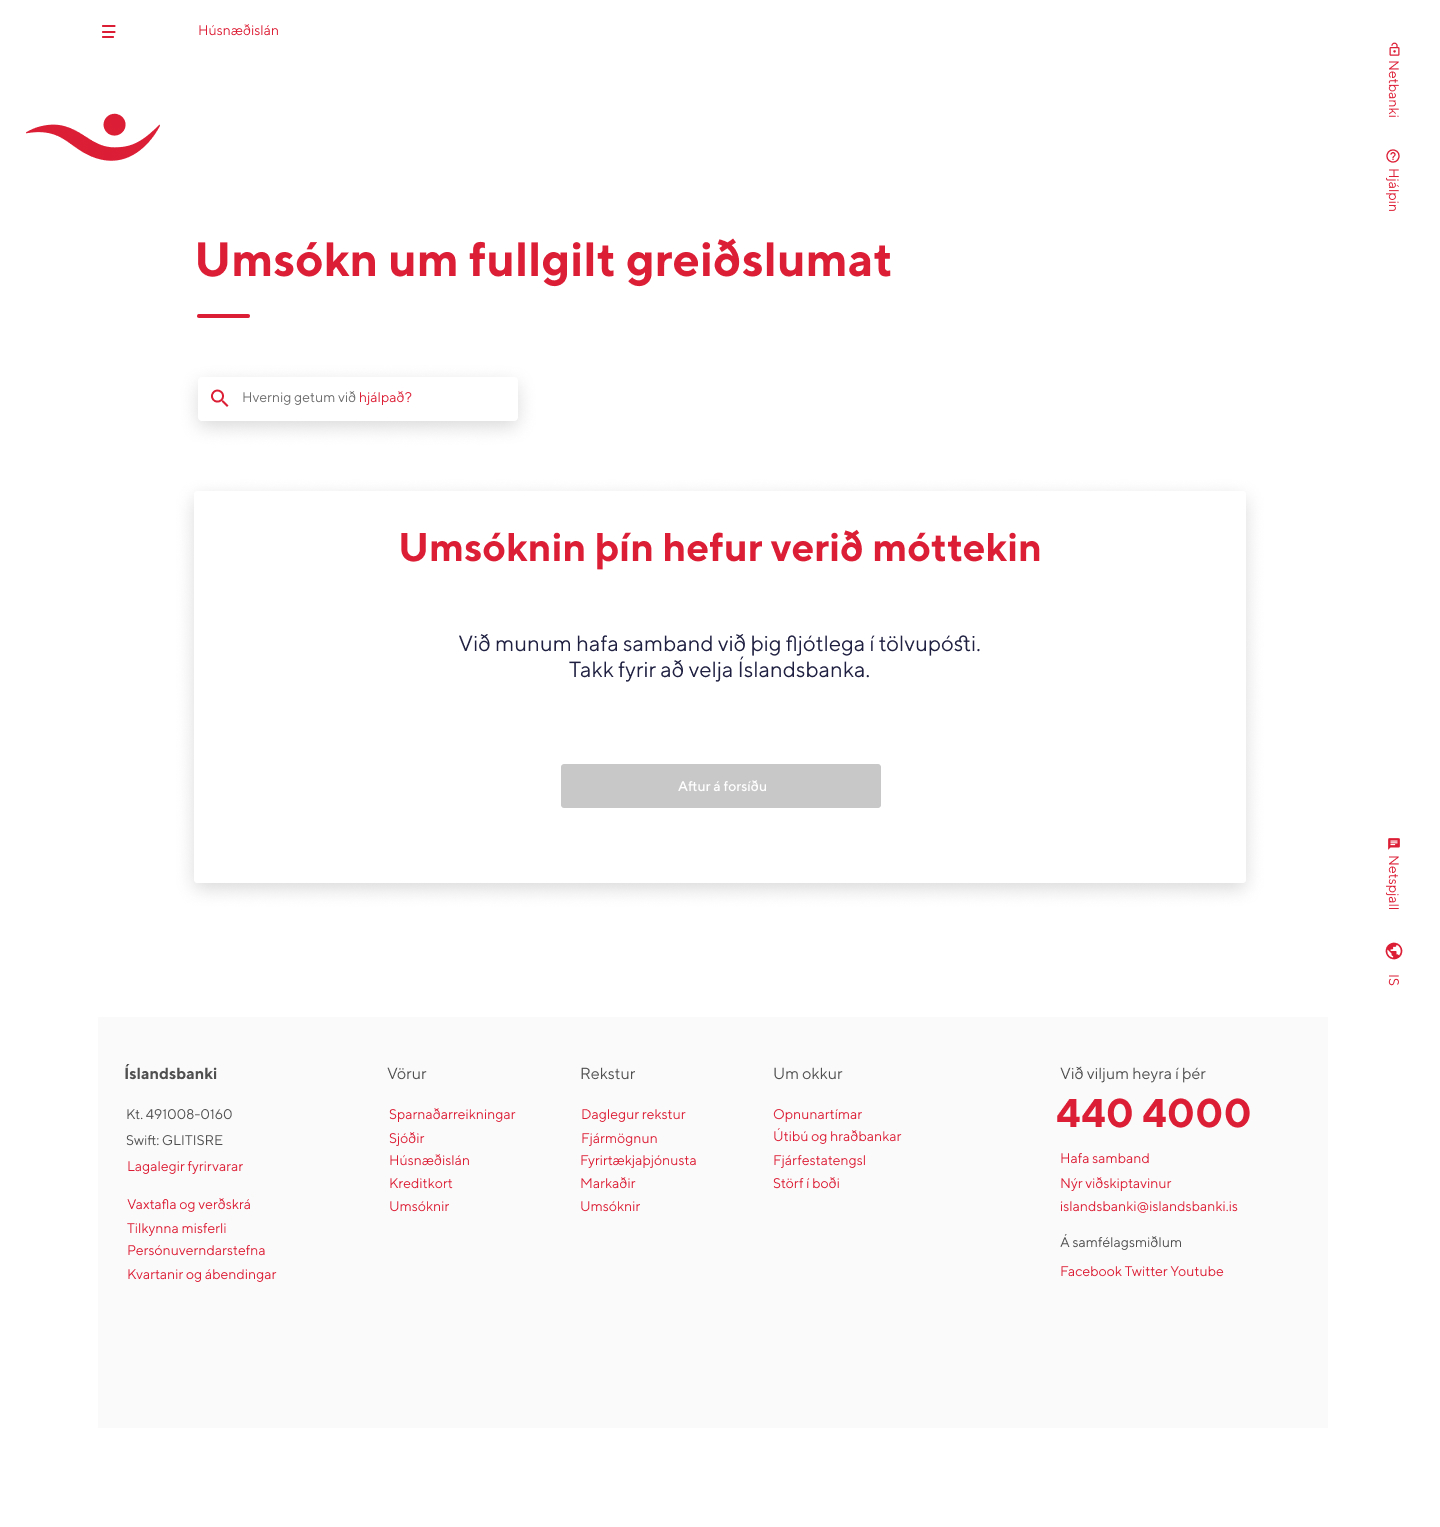 Húsnæðislán
Netbanki
Hjálpin
Umsókn um fullgilt greiðslumat
Hvernig getum við hjálpað?
Umsóknin þín hefur verið móttekin
Við munum hafa samband við þig fljótlega í tölvupósti.
Takk fyrir að velja Íslandsbanka.
Aftur á forsíðu
Netspjall
IS
Íslandsbanki
Kt. 491008-0160
Swift: GLITISRE
Lagalegir fyrirvarar
Vaxtafla og verðskrá
Tilkynna misferli
Persónuverndarstefna
Kvartanir og ábendingar
Vörur
Sparnaðarreikningar
Sjóðir
Húsnæðislán
Kreditkort
Umsóknir
Rekstur
Daglegur rekstur
Fjármögnun
Fyrirtækjaþjónusta
Markaðir
Umsóknir
Um okkur
Opnunartímar
Útibú og hraðbankar
Fjárfestatengsl
Störf í boði
Við viljum heyra í þér
440 4000
Hafa samband
Nýr viðskiptavinur
islandsbanki@islandsbanki.is
Á samfélagsmiðlum
Facebook Twitter Youtube